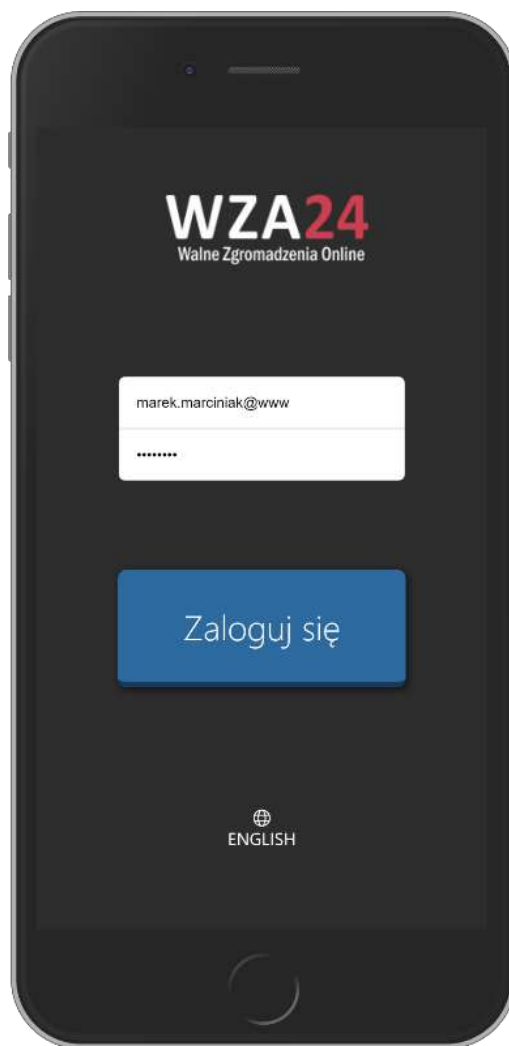 WZA24
Walne Zgromadzenia Online
marek.marciniak@www
••••••••
Zaloguj się
ENGLISH